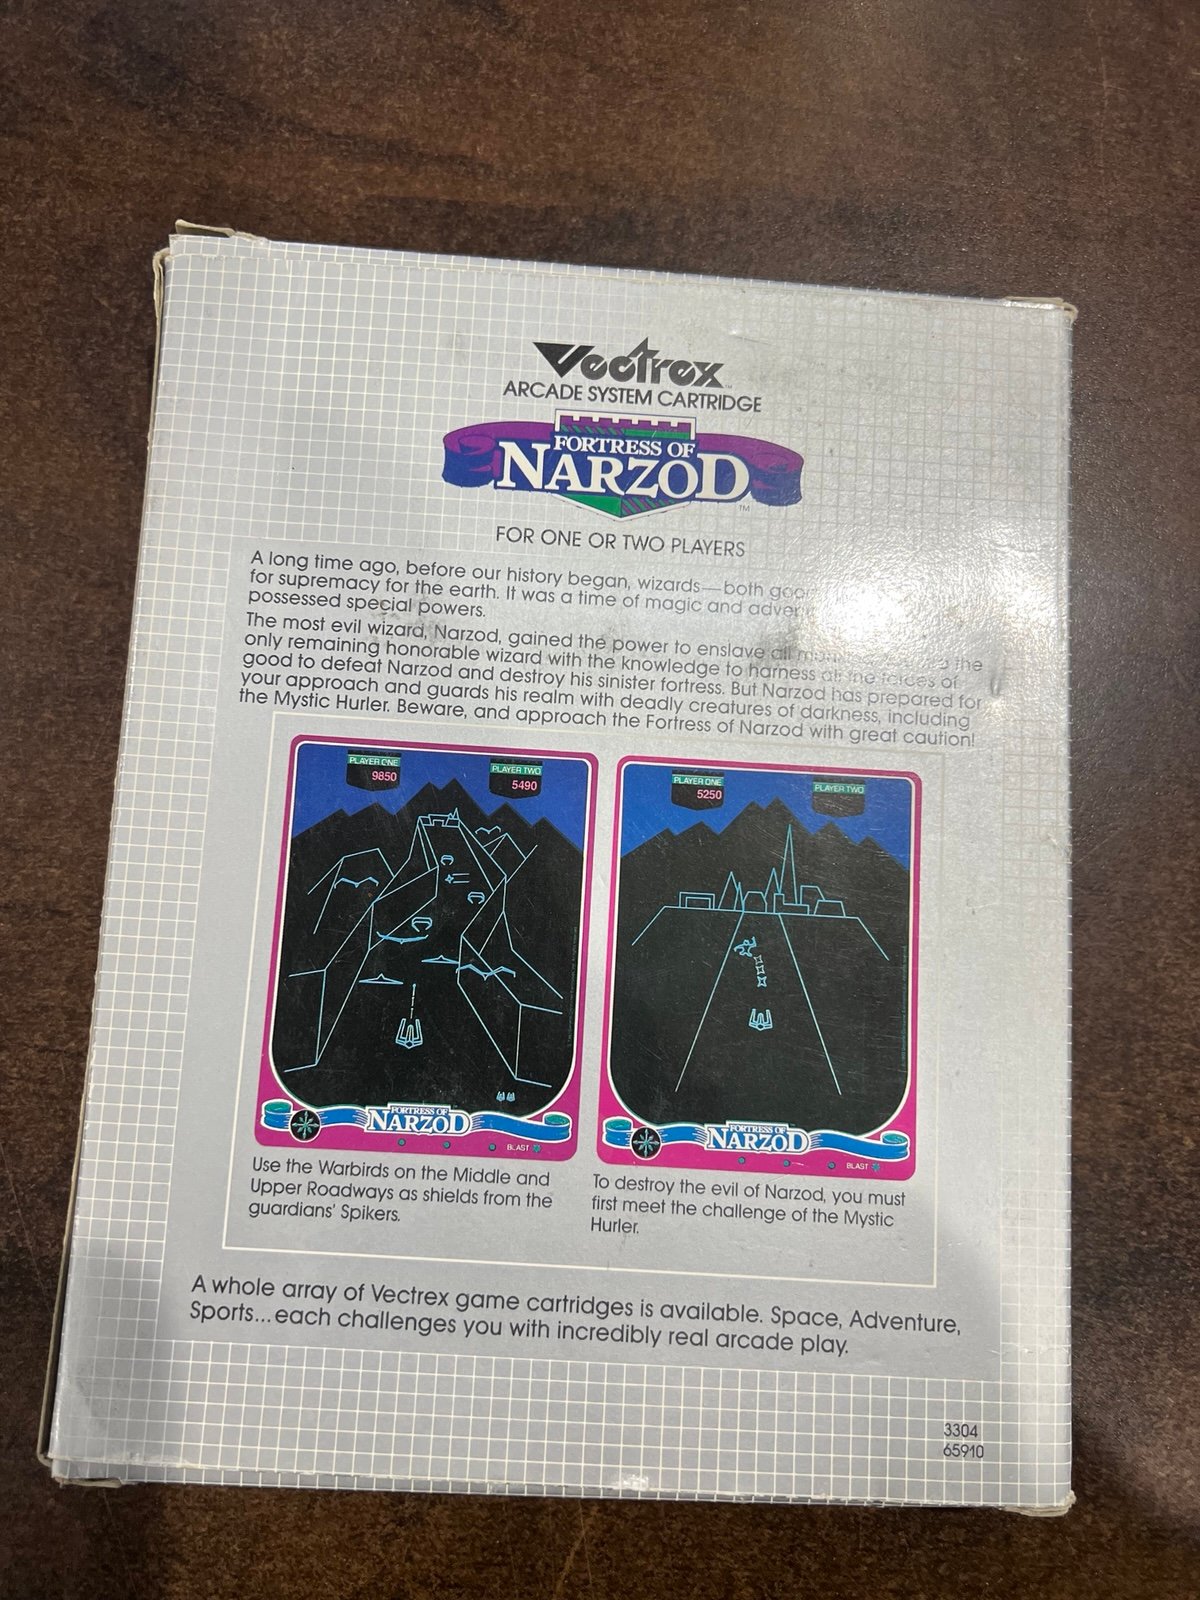 Vectrex™
ARCADE SYSTEM CARTRIDGE
FORTRESS OF
NARZOD™
FOR ONE OR TWO PLAYERS
A long time ago, before our history began, wizards—both good
for supremacy for the earth. It was a time of magic and
possessed special powers.
The most evil wizard, Narzod, gained the power to enslave all the
only remaining honorable wizard with the knowledge to harness all the forces of
good to defeat Narzod and destroy his sinister fortress. But Narzod has prepared for
your approach and guards his realm with deadly creatures of darkness, including
the Mystic Hurler. Beware, and approach the Fortress of Narzod with great caution!
PLAYER ONE
9850
PLAYER TWO
5490
FORTRESS OF
NARZOD
BLAST
PLAYER ONE
5250
PLAYER TWO
FORTRESS OF
NARZOD
BLAST
Use the Warbirds on the Middle and
Upper Roadways as shields from the
guardians' Spikers.
To destroy the evil of Narzod, you must
first meet the challenge of the Mystic
Hurler.
A whole array of Vectrex game cartridges is available. Space, Adventure,
Sports...each challenges you with incredibly real arcade play.
3304
65910